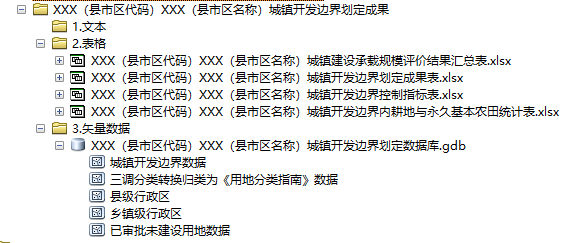 XXX（县市区代码）XXX（县市区名称）城镇开发边界划定成果
1.文本
2.表格
XXX（县市区代码）XXX（县市区名称）城镇建设承载规模评价结果汇总表.xlsx
XXX（县市区代码）XXX（县市区名称）城镇开发边界划定成果表.xlsx
XXX（县市区代码）XXX（县市区名称）城镇开发边界控制指标表.xlsx
XXX（县市区代码）XXX（县市区名称）城镇开发边界内耕地与永久基本农田统计表.xlsx
3.矢量数据
XXX（县市区代码）XXX（县市区名称）城镇开发边界划定数据库.gdb
城镇开发边界数据
三调分类转换归类为《用地分类指南》数据
县级行政区
乡镇级行政区
已审批未建设用地数据